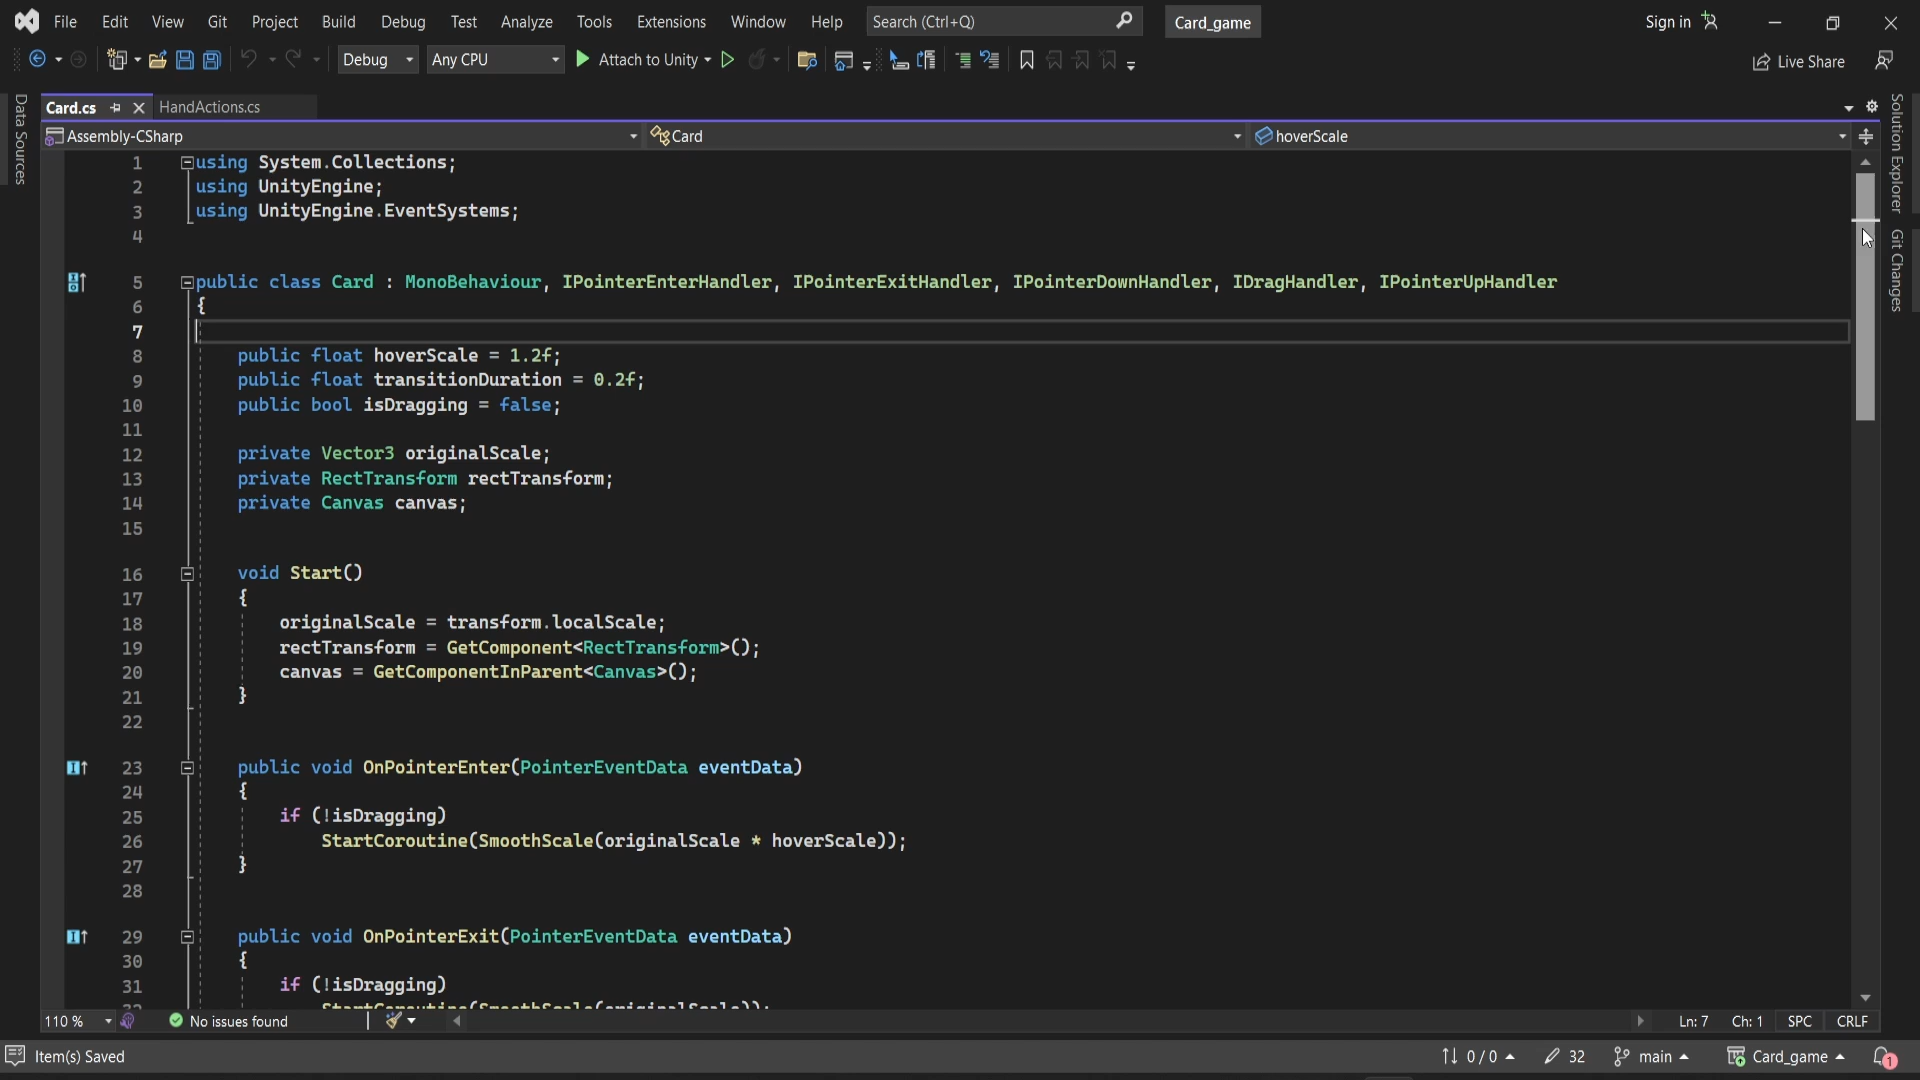 File Edit View Git Project Build Debug Test Analyze Tools Extensions Window Help Search (Ctrl+Q) Card_game Sign in
Debug Any CPU Attach to Unity Live Share
Data Sources
Card.cs HandActions.cs
Assembly-CSharp Card hoverScale
Solution Explorer
Git Changes
1 using System.Collections;
2 using UnityEngine;
3 using UnityEngine.EventSystems;
4
5 public class Card : MonoBehaviour, IPointerEnterHandler, IPointerExitHandler, IPointerDownHandler, IDragHandler, IPointerUpHandler
6 {
7
8 public float hoverScale = 1.2f;
9 public float transitionDuration = 0.2f;
10 public bool isDragging = false;
11
12 private Vector3 originalScale;
13 private RectTransform rectTransform;
14 private Canvas canvas;
15
16 void Start()
17 {
18 originalScale = transform.localScale;
19 rectTransform = GetComponent<RectTransform>();
20 canvas = GetComponentInParent<Canvas>();
21 }
22
23 public void OnPointerEnter(PointerEventData eventData)
24 {
25 if (!isDragging)
26 StartCoroutine(SmoothScale(originalScale * hoverScale));
27 }
28
29 public void OnPointerExit(PointerEventData eventData)
30 {
31 if (!isDragging)
32 StartCoroutine(SmoothScale(originalScale));
110 % No issues found Ln: 7 Ch: 1 SPC CRLF
Item(s) Saved 0 / 0 32 main Card_game 1